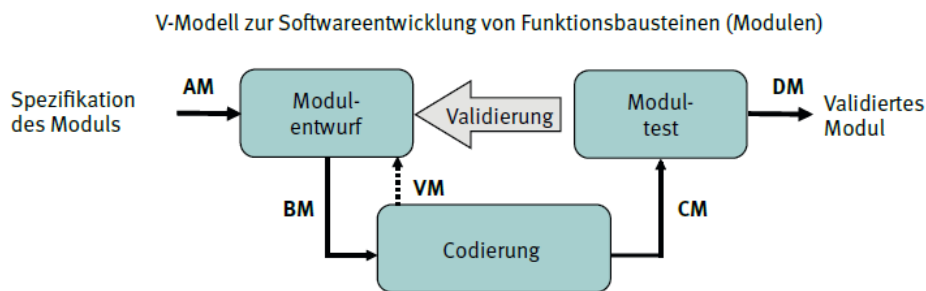 V-Modell zur Softwareentwicklung von Funktionsbausteinen (Modulen)
AM
Spezifikation
des Moduls
Modul-
entwurf
Validierung
Modul-
test
DM
Validiertes
Modul
BM
VM
CM
Codierung